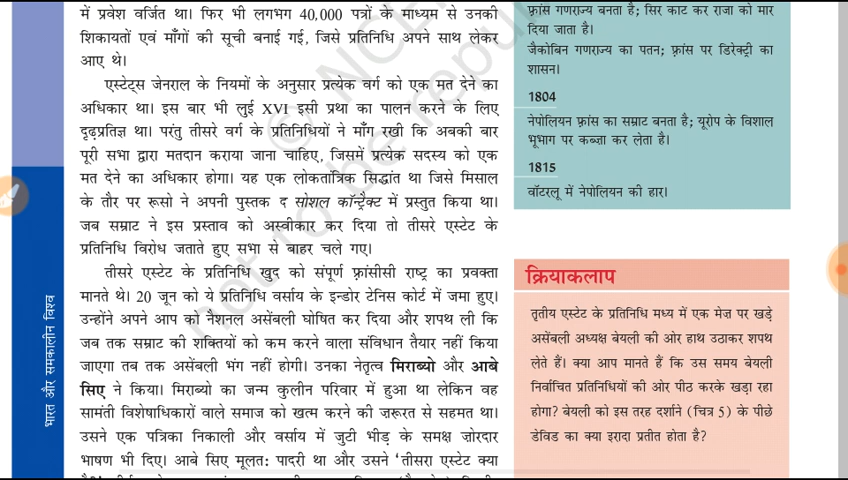 में प्रवेश वर्जित था। फिर भी लगभग 40,000 पत्रों के माध्यम से उनकी
शिकायतों एवं माँगों की सूची बनाई गई, जिसे प्रतिनिधि अपने साथ लेकर
आए थे।
एस्टेट्स जेनराल के नियमों के अनुसार प्रत्येक वर्ग को एक मत देने का
अधिकार था। इस बार भी लुई XVI इसी प्रथा का पालन करने के लिए
दृढ़प्रतिज्ञ था। परंतु तीसरे वर्ग के प्रतिनिधियों ने माँग रखी कि अबकी बार
पूरी सभा द्वारा मतदान कराया जाना चाहिए, जिसमें प्रत्येक सदस्य को एक
मत देने का अधिकार होगा। यह एक लोकतांत्रिक सिद्धांत था जिसे मिसाल
के तौर पर रूसो ने अपनी पुस्तक द सोशल कॉन्ट्रैक्ट में प्रस्तुत किया था।
जब सम्राट ने इस प्रस्ताव को अस्वीकार कर दिया तो तीसरे एस्टेट के
प्रतिनिधि विरोध जताते हुए सभा से बाहर चले गए।
तीसरे एस्टेट के प्रतिनिधि खुद को संपूर्ण फ़्रांसीसी राष्ट्र का प्रवक्ता
मानते थे। 20 जून को ये प्रतिनिधि वर्साय के इन्डोर टेनिस कोर्ट में जमा हुए।
उन्होंने अपने आप को नैशनल असेंबली घोषित कर दिया और शपथ ली कि
जब तक सम्राट की शक्तियों को कम करने वाला संविधान तैयार नहीं किया
जाएगा तब तक असेंबली भंग नहीं होगी। उनका नेतृत्व मिराब्यो और आबे
सिए ने किया। मिराब्यो का जन्म कुलीन परिवार में हुआ था लेकिन वह
सामंती विशेषाधिकारों वाले समाज को खत्म करने की ज़रूरत से सहमत था।
उसने एक पत्रिका निकाली और वर्साय में जुटी भीड़ के समक्ष ज़ोरदार
भाषण भी दिए। आबे सिए मूलतः पादरी था और उसने 'तीसरा एस्टेट क्या
फ़्रांस गणराज्य बनता है; सिर काट कर राजा को मार
दिया जाता है।
जैकोबिन गणराज्य का पतन; फ़्रांस पर डिरेक्ट्री का
शासन।
1804
नेपोलियन फ़्रांस का सम्राट बनता है; यूरोप के विशाल
भूभाग पर कब्ज़ा कर लेता है।
1815
वॉटरलू में नेपोलियन की हार।
क्रियाकलाप
तृतीय एस्टेट के प्रतिनिधि मध्य में एक मेज पर खड़े
असेंबली अध्यक्ष बेयली की ओर हाथ उठाकर शपथ
लेते हैं। क्या आप मानते हैं कि उस समय बेयली
निर्वाचित प्रतिनिधियों की ओर पीठ करके खड़ा रहा
होगा? बेयली को इस तरह दर्शाने (चित्र 5) के पीछे
डेविड का क्या इरादा प्रतीत होता है?
भारत और समकालीन विश्व